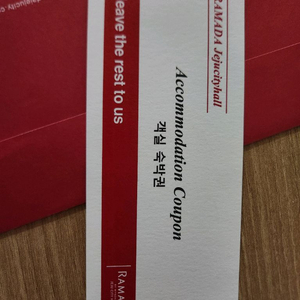 RAMADA Jejucityhall
Accommodation Coupon
객실 숙박권
eave the rest to us
RAMA